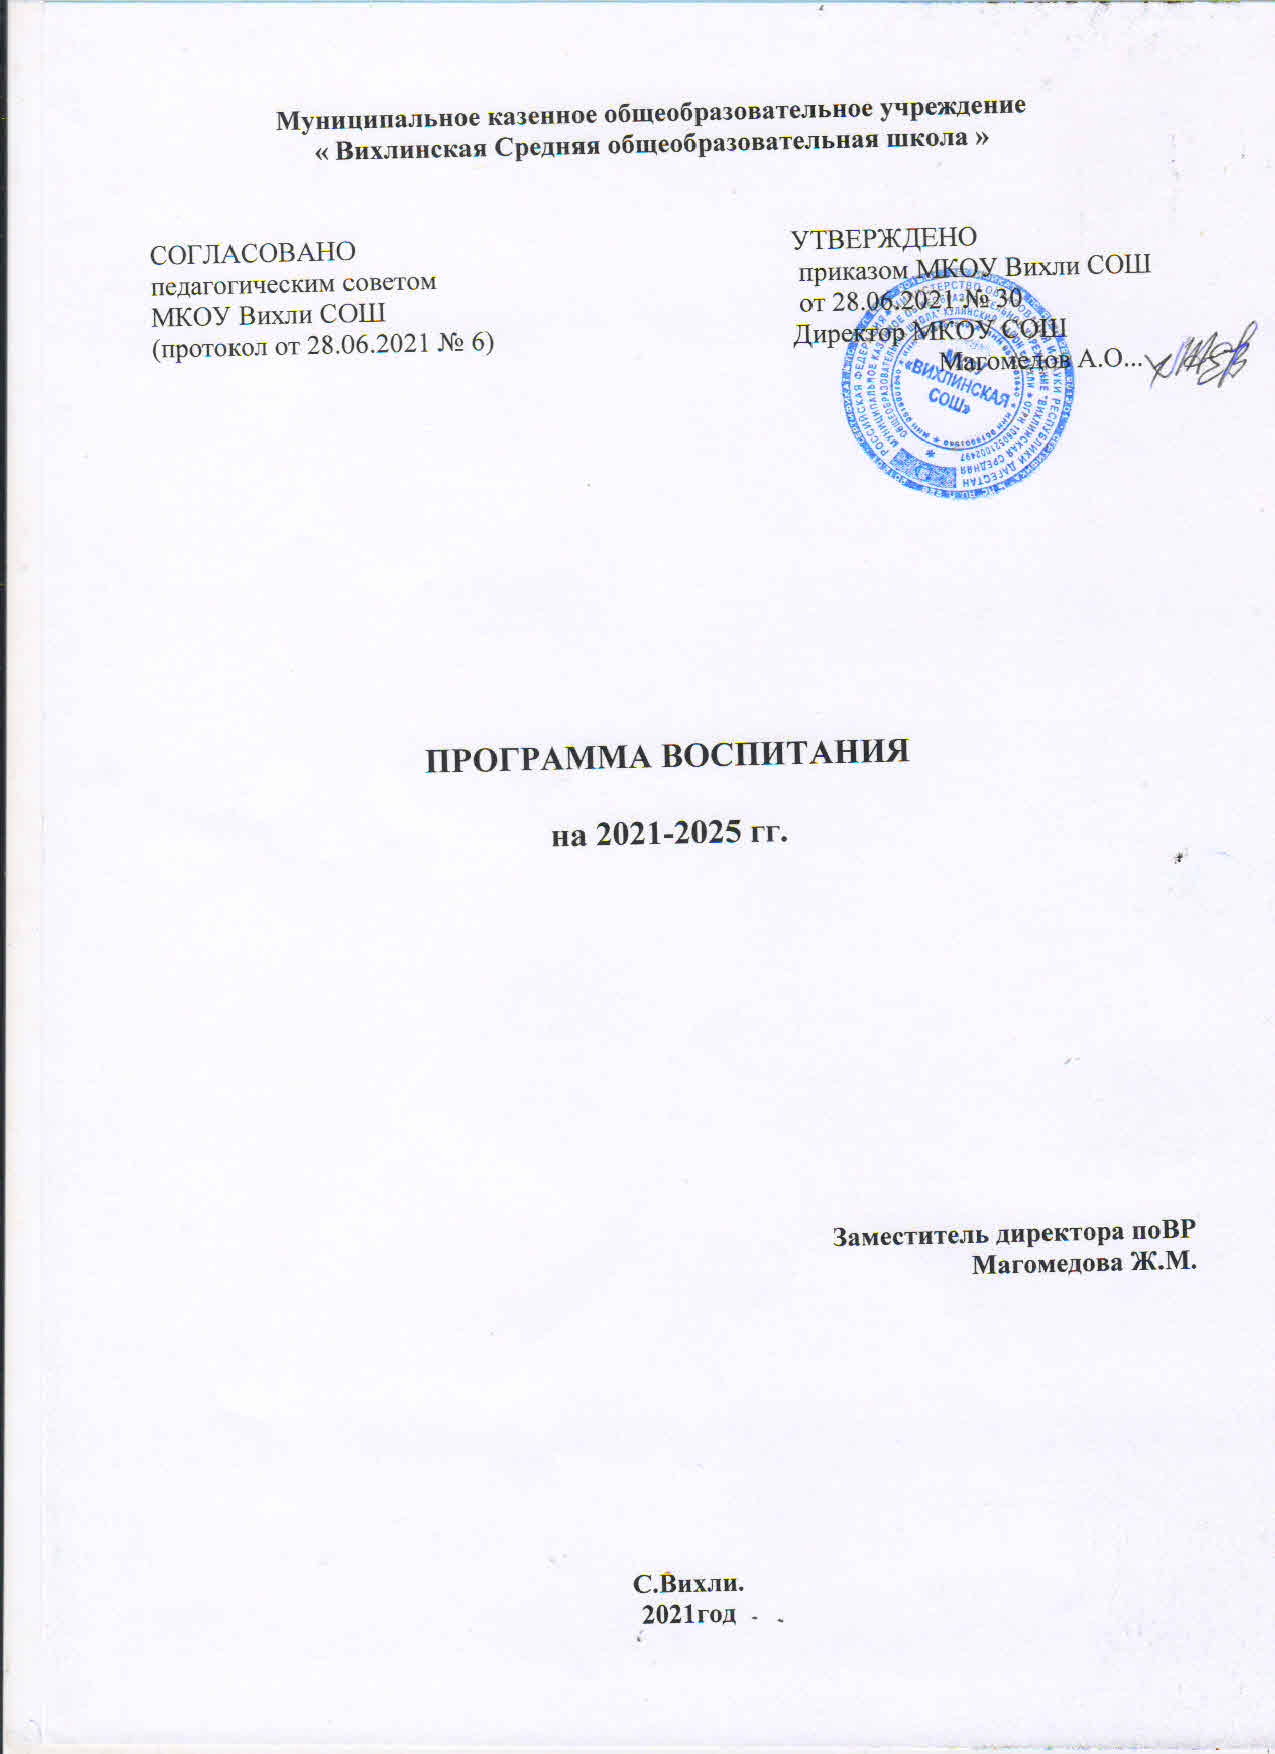 Муниципальное казенное общеобразовательное учреждение
« Вихлинская Средняя общеобразовательная школа »
СОГЛАСОВАНО
педагогическим советом
МКОУ Вихли СОШ
(протокол от 28.06.2021 № 6)
УТВЕРЖДЕНО
приказом МКОУ Вихли СОШ
от 28.06.2021 № 30
Директор МКОУ СОШ
Магомедов А.О...
«ВИХЛИНСКАЯ
СОШ»
ПРОГРАММА ВОСПИТАНИЯ
на 2021-2025 гг.
Заместитель директора поВР
Магомедова Ж.М.
С.Вихли.
2021год